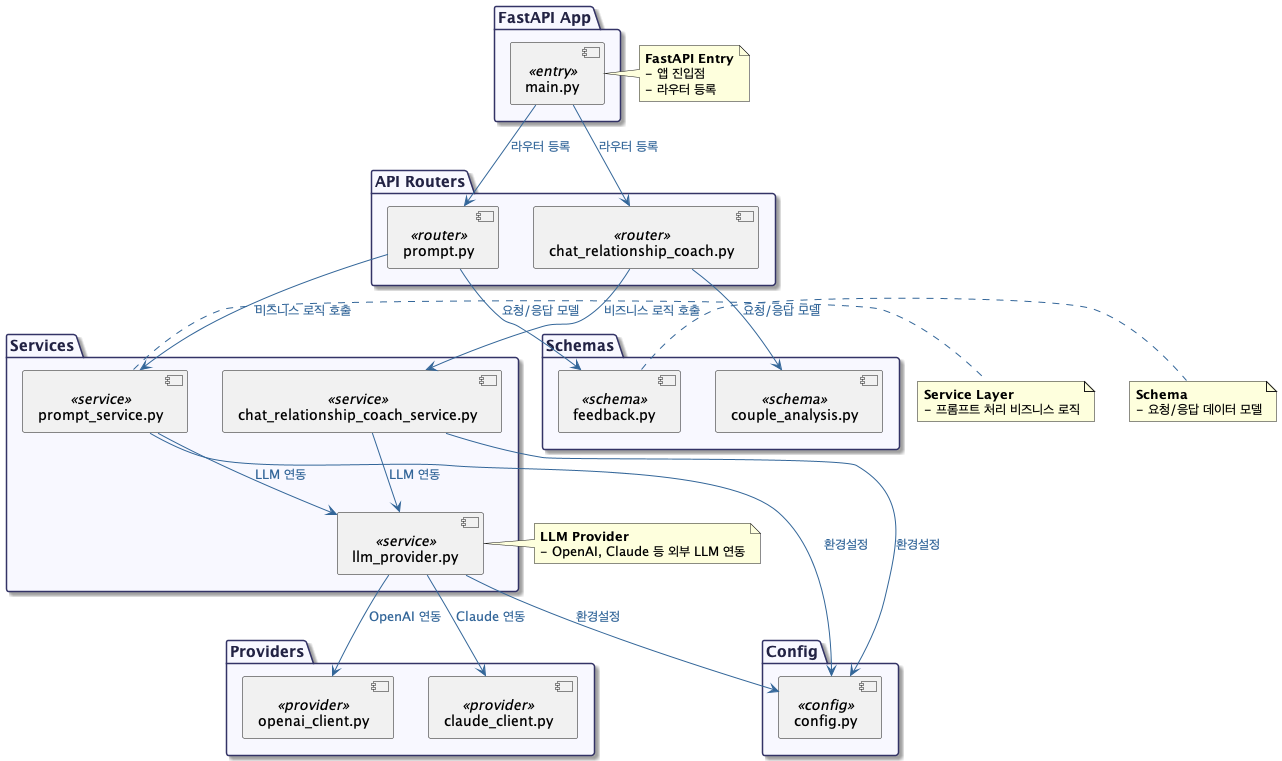 FastAPI App
«entry»
main.py
FastAPI Entry
- 앱 진입점
- 라우터 등록
라우터 등록
라우터 등록
API Routers
«router»
prompt.py
«router»
chat_relationship_coach.py
비즈니스 로직 호출
요청/응답 모델
비즈니스 로직 호출
요청/응답 모델
Services
«service»
prompt_service.py
«service»
chat_relationship_coach_service.py
Schemas
«schema»
feedback.py
«schema»
couple_analysis.py
Service Layer
- 프롬프트 처리 비즈니스 로직
Schema
- 요청/응답 데이터 모델
LLM 연동
LLM 연동
«service»
llm_provider.py
LLM Provider
- OpenAI, Claude 등 외부 LLM 연동
환경설정
환경설정
OpenAI 연동
Claude 연동
환경설정
Providers
«provider»
openai_client.py
«provider»
claude_client.py
Config
«config»
config.py